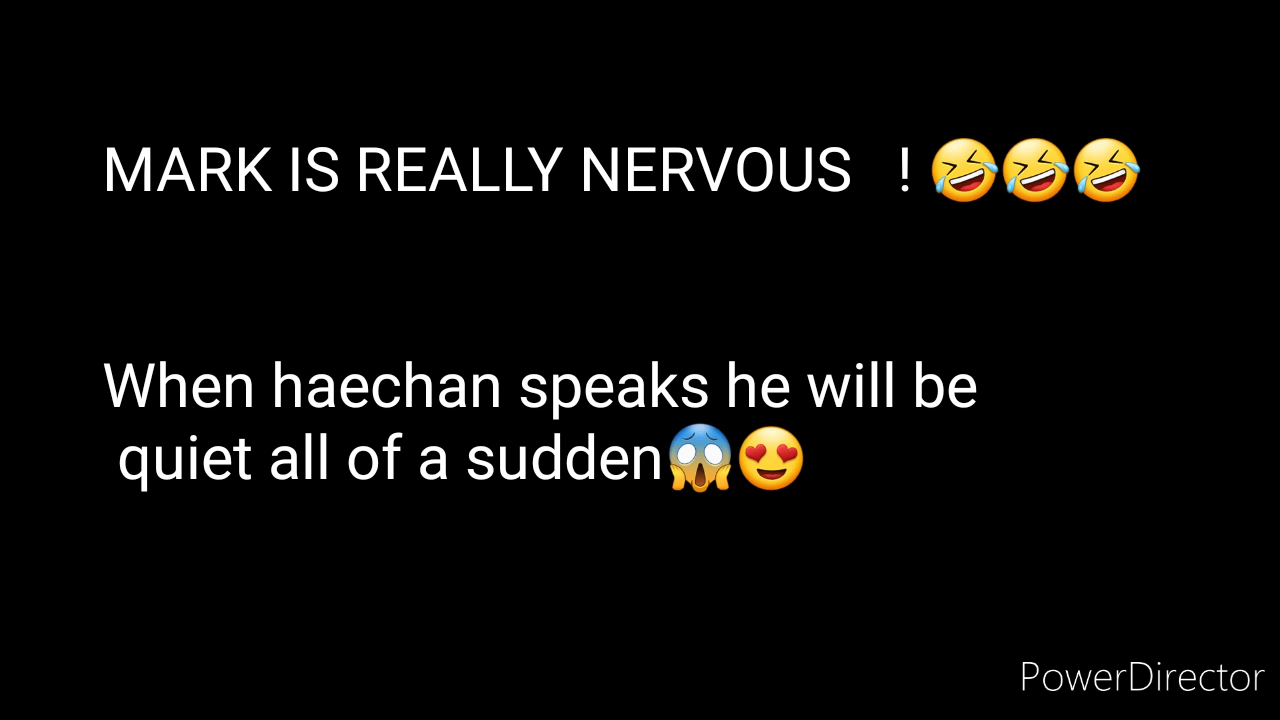 MARK IS REALLY NERVOUS   ! 🤣🤣🤣
When haechan speaks he will be
quiet all of a sudden😱😍
PowerDirector